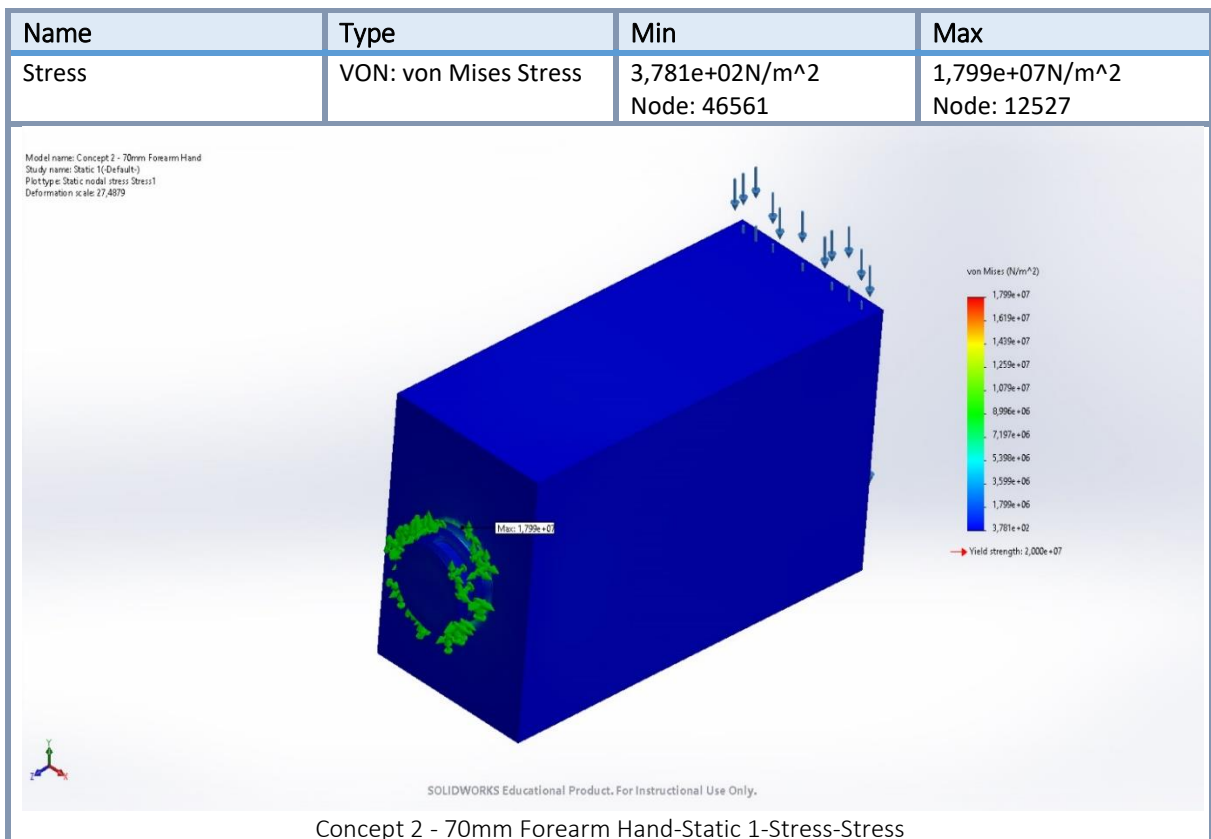 Name Type Min Max
Stress VON: von Mises Stress 3,781e+02N/m^2 1,799e+07N/m^2
Node: 46561 Node: 12527
Model name: Concept 2 - 70mm Forearm Hand
Study name: Static 1(-Default-)
Plot type: Static nodal stress Stress1
Deformation scale: 27,4879
von Mises (N/m^2)
1,799e+07
1,619e+07
1,439e+07
1,259e+07
1,079e+07
8,996e+06
7,197e+06
5,398e+06
3,599e+06
1,799e+06
3,781e+02
Yield strength: 2,000e+07
Max: 1,799e+07
Y
Z X
SOLIDWORKS Educational Product. For Instructional Use Only.
Concept 2 - 70mm Forearm Hand-Static 1-Stress-Stress